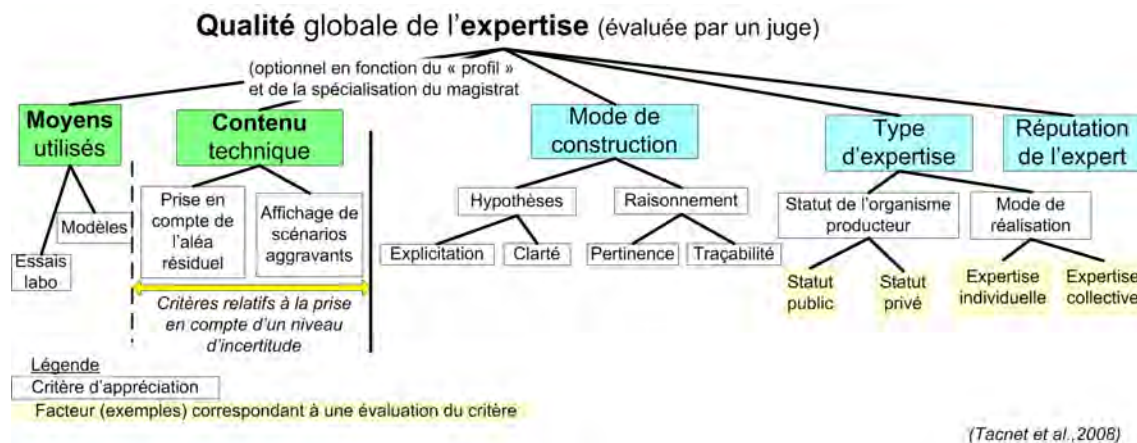 Qualité globale de l'expertise (évaluée par un juge)
(optionnel en fonction du « profil »
et de la spécialisation du magistrat
Moyens
utilisés
Contenu
technique
Mode de
construction
Type
d'expertise
Réputation
de l'expert
Essais
labo
Modèles
Prise en
compte de
l'aléa
résiduel
Affichage de
scénarios
aggravants
Hypothèses
Raisonnement
Explicitation
Clarté
Pertinence
Traçabilité
Statut de l'organisme
producteur
Mode de
réalisation
Statut
public
Statut
privé
Expertise
individuelle
Expertise
collective
Critères relatifs à la prise
en compte d'un niveau
d'incertitude
Légende
Critère d'appréciation
Facteur (exemples) correspondant à une évaluation du critère
(Tacnet et al.,2008)